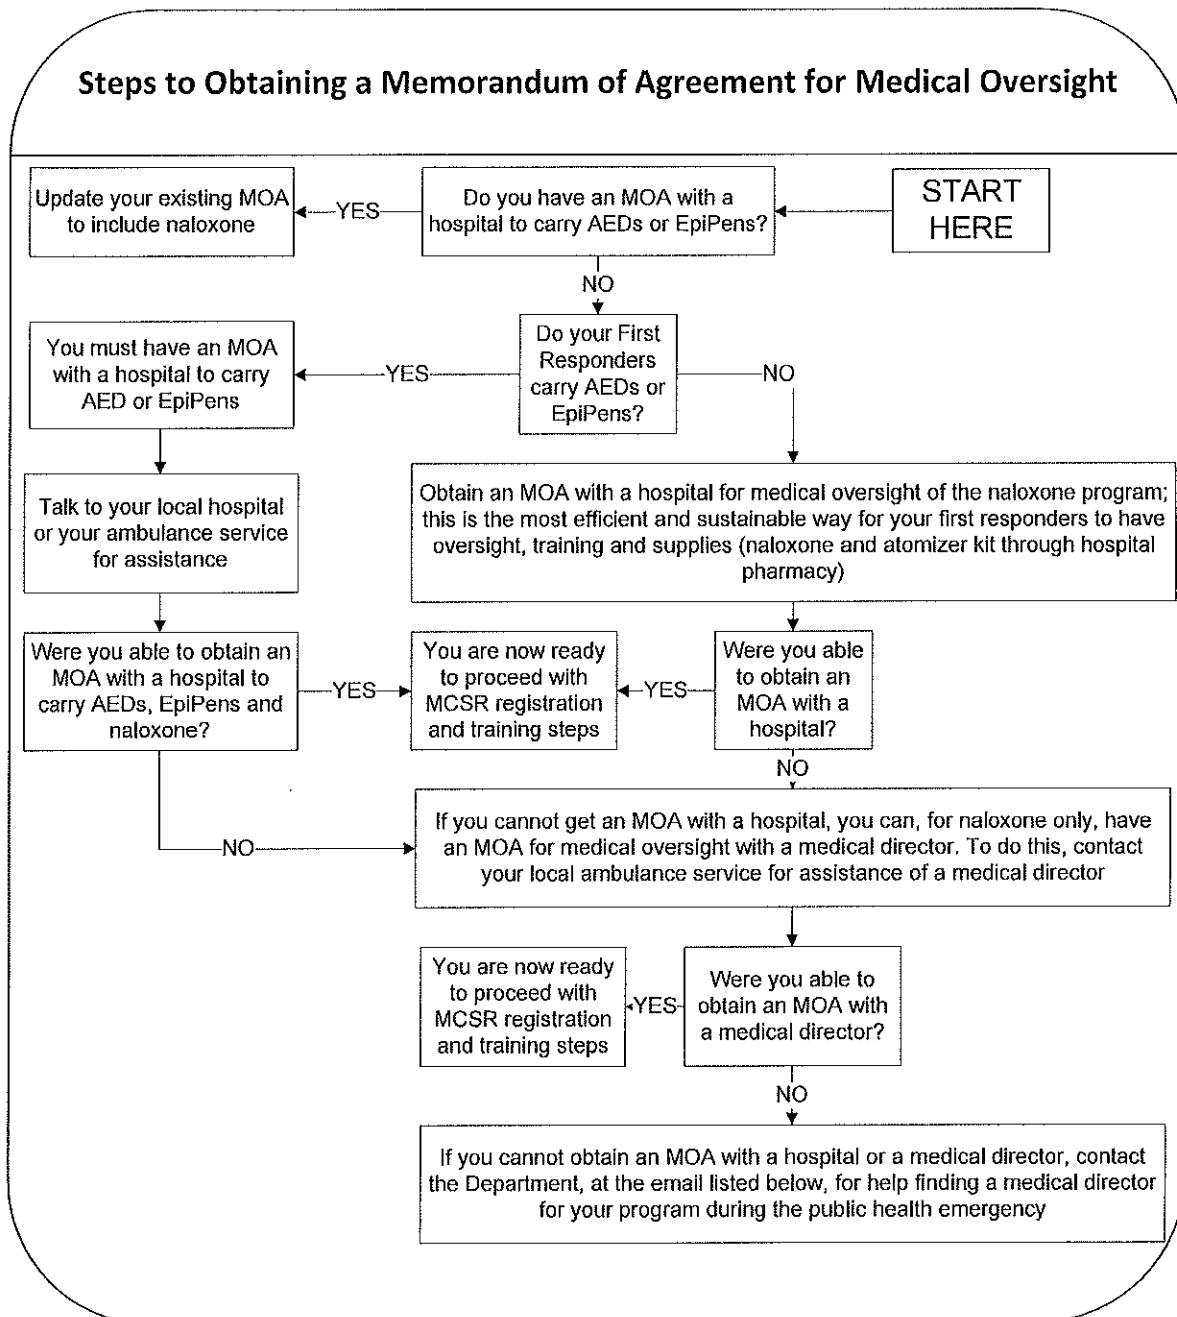 Steps to Obtaining a Memorandum of Agreement for Medical Oversight
START
HERE
Do you have an MOA with a
hospital to carry AEDs or EpiPens?
YES
Update your existing MOA
to include naloxone
NO
Do your First
Responders
carry AEDs or
EpiPens?
YES
NO
You must have an MOA
with a hospital to carry
AED or EpiPens
Talk to your local hospital
or your ambulance service
for assistance
Obtain an MOA with a hospital for medical oversight of the naloxone program;
this is the most efficient and sustainable way for your first responders to have
oversight, training and supplies (naloxone and atomizer kit through hospital
pharmacy)
Were you able to obtain an
MOA with a hospital to
carry AEDs, EpiPens and
naloxone?
YES
You are now ready
to proceed with
MCSR registration
and training steps
YES
Were you able
to obtain an
MOA with a
hospital?
NO
NO
If you cannot get an MOA with a hospital, you can, for naloxone only, have
an MOA for medical oversight with a medical director. To do this, contact
your local ambulance service for assistance of a medical director
You are now ready
to proceed with
MCSR registration
and training steps
YES
Were you able to
obtain an MOA with
a medical director?
NO
If you cannot obtain an MOA with a hospital or a medical director, contact
the Department, at the email listed below, for help finding a medical director
for your program during the public health emergency